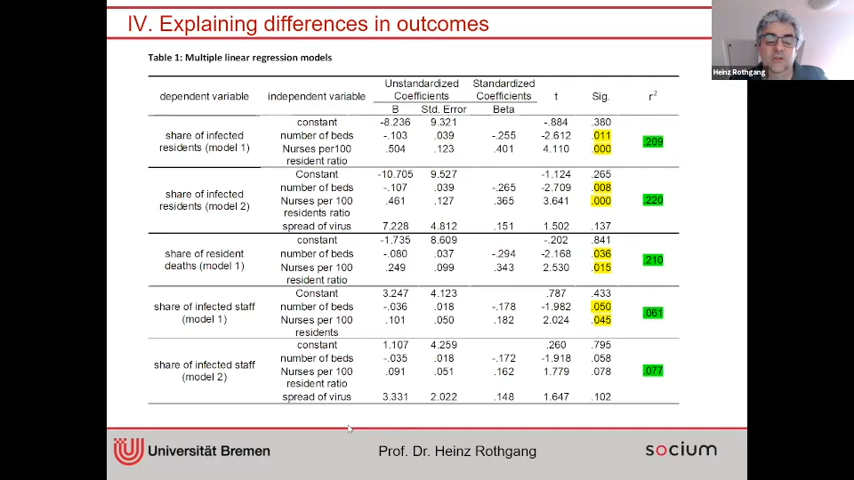 IV. Explaining differences in outcomes
Heinz Rothgang
Table 1: Multiple linear regression models
dependent variable independent variable Unstandardized Coefficients Standardized Coefficients t Sig. r²
B Std. Error Beta
constant -8.236 9.321 -.884 .380
share of infected residents (model 1) number of beds -.103 .039 -.255 -2.612 .011 .209
Nurses per100 resident ratio .504 .123 .401 4.110 .000
Constant -10.705 9.527 -1.124 .265
share of infected residents (model 2) number of beds -.107 .039 -.265 -2.709 .008 .220
Nurses per 100 residents ratio .461 .127 .365 3.641 .000
spread of virus 7.228 4.812 .151 1.502 .137
constant -1.735 8.609 -.202 .841
share of resident deaths (model 1) number of beds -.080 .037 -.294 -2.168 .036 .210
Nurses per 100 resident ratio .249 .099 .343 2.530 .015
Constant 3.247 4.123 .787 .433
share of infected staff (model 1) number of beds -.036 .018 -.178 -1.982 .050 .061
Nurses per 100 residents .101 .050 .182 2.024 .045
constant 1.107 4.259 .260 .795
share of infected staff (model 2) number of beds -.035 .018 -.172 -1.918 .058 .077
Nurses per 100 resident ratio .091 .051 .162 1.779 .078
spread of virus 3.331 2.022 .148 1.647 .102
Universität Bremen
Prof. Dr. Heinz Rothgang
socium